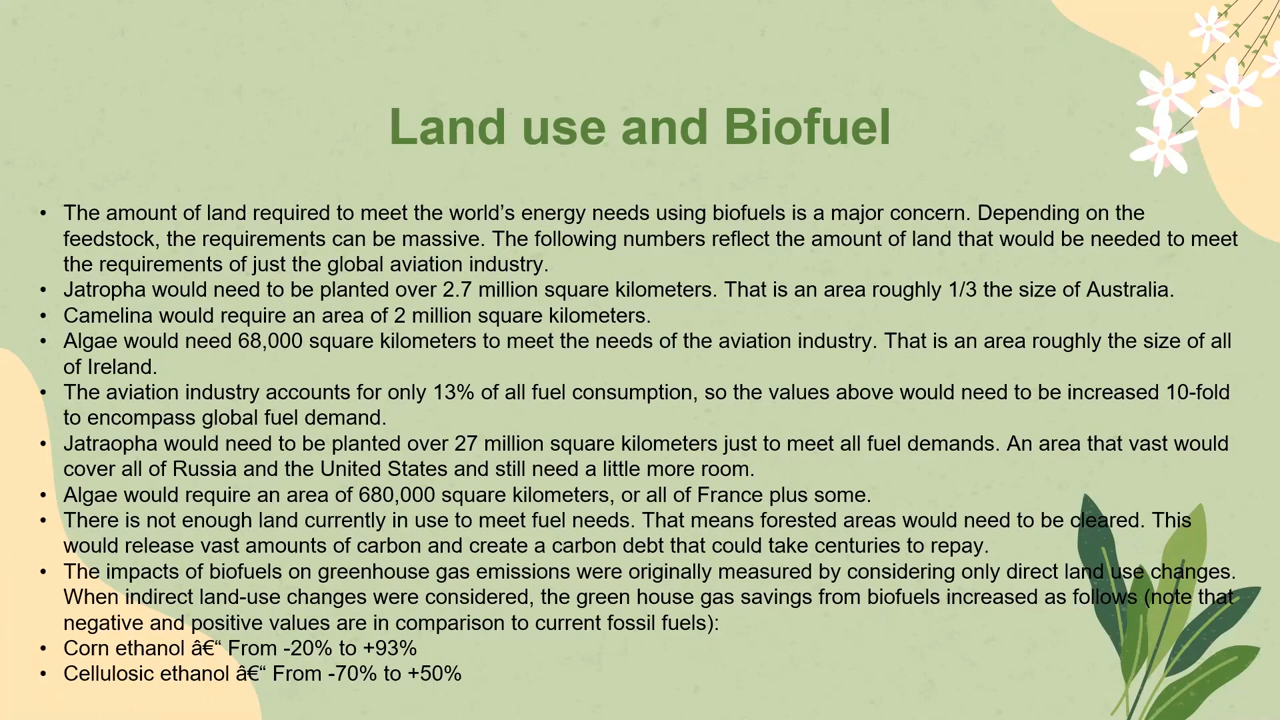 Land use and Biofuel
• The amount of land required to meet the world’s energy needs using biofuels is a major concern. Depending on the
feedstock, the requirements can be massive. The following numbers reflect the amount of land that would be needed to meet
the requirements of just the global aviation industry.
• Jatropha would need to be planted over 2.7 million square kilometers. That is an area roughly 1/3 the size of Australia.
• Camelina would require an area of 2 million square kilometers.
• Algae would need 68,000 square kilometers to meet the needs of the aviation industry. That is an area roughly the size of all
of Ireland.
• The aviation industry accounts for only 13% of all fuel consumption, so the values above would need to be increased 10-fold
to encompass global fuel demand.
• Jatraopha would need to be planted over 27 million square kilometers just to meet all fuel demands. An area that vast would
cover all of Russia and the United States and still need a little more room.
• Algae would require an area of 680,000 square kilometers, or all of France plus some.
• There is not enough land currently in use to meet fuel needs. That means forested areas would need to be cleared. This
would release vast amounts of carbon and create a carbon debt that could take centuries to repay.
• The impacts of biofuels on greenhouse gas emissions were originally measured by considering only direct land use changes.
When indirect land-use changes were considered, the green house gas savings from biofuels increased as follows (note that
negative and positive values are in comparison to current fossil fuels):
• Corn ethanol â€“ From -20% to +93%
• Cellulosic ethanol â€“ From -70% to +50%